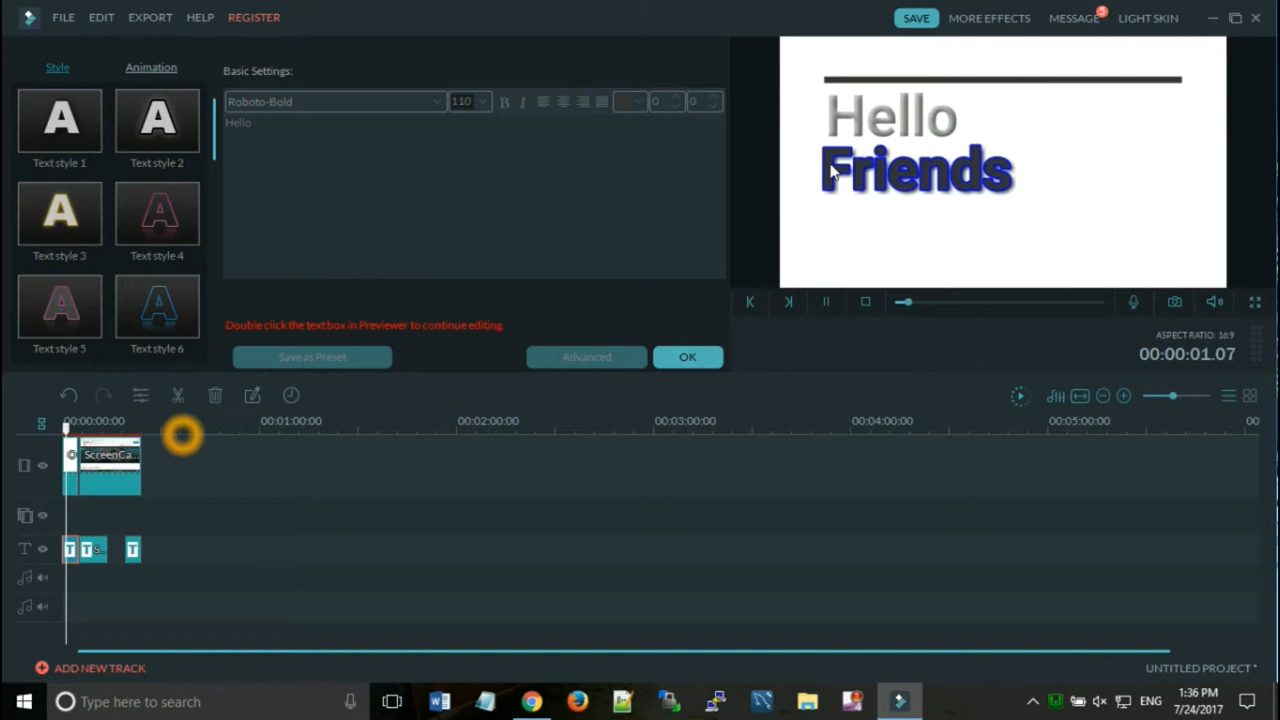 FILE EDIT EXPORT HELP REGISTER SAVE MORE EFFECTS MESSAGE 5 LIGHT SKIN
Style Animation
Basic Settings:
Roboto-Bold 110 B I 0 0
Hello
A A
Text style 1 Text style 2
A A
Text style 3 Text style 4
A A
Text style 5 Text style 6
Double click the text box in Previewer to continue editing.
Save as Preset Advanced OK
Hello
Friends
ASPECT RATIO: 16:9
00:00:01.07
00:00:00:00 00:01:00:00 00:02:00:00 00:03:00:00 00:04:00:00 00:05:00:00 00
ScreenCa...
T T T S... T
ADD NEW TRACK UNTITLED PROJECT *
Type here to search ENG 1:36 PM
7/24/2017